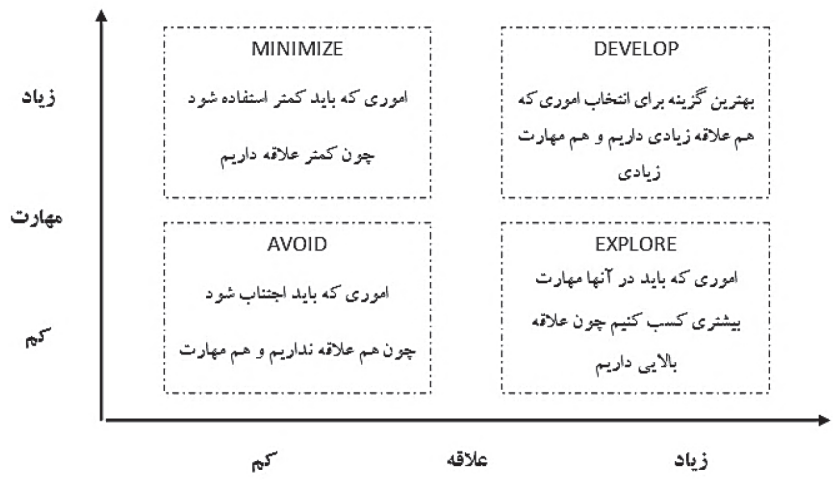 زیاد
مهارت
کم
MINIMIZE
اموری که باید کمتر استفاده شود
چون کمتر علاقه داریم
DEVELOP
بهترین گزینه برای انتخاب اموری که
هم علاقه زیادی داریم و هم مهارت
زیادی
AVOID
اموری که باید اجتناب شود
چون هم علاقه نداریم و هم مهارت
EXPLORE
اموری که باید در آنها مهارت
بیشتری کسب کنیم چون علاقه
بالایی داریم
کم
علاقه
زیاد